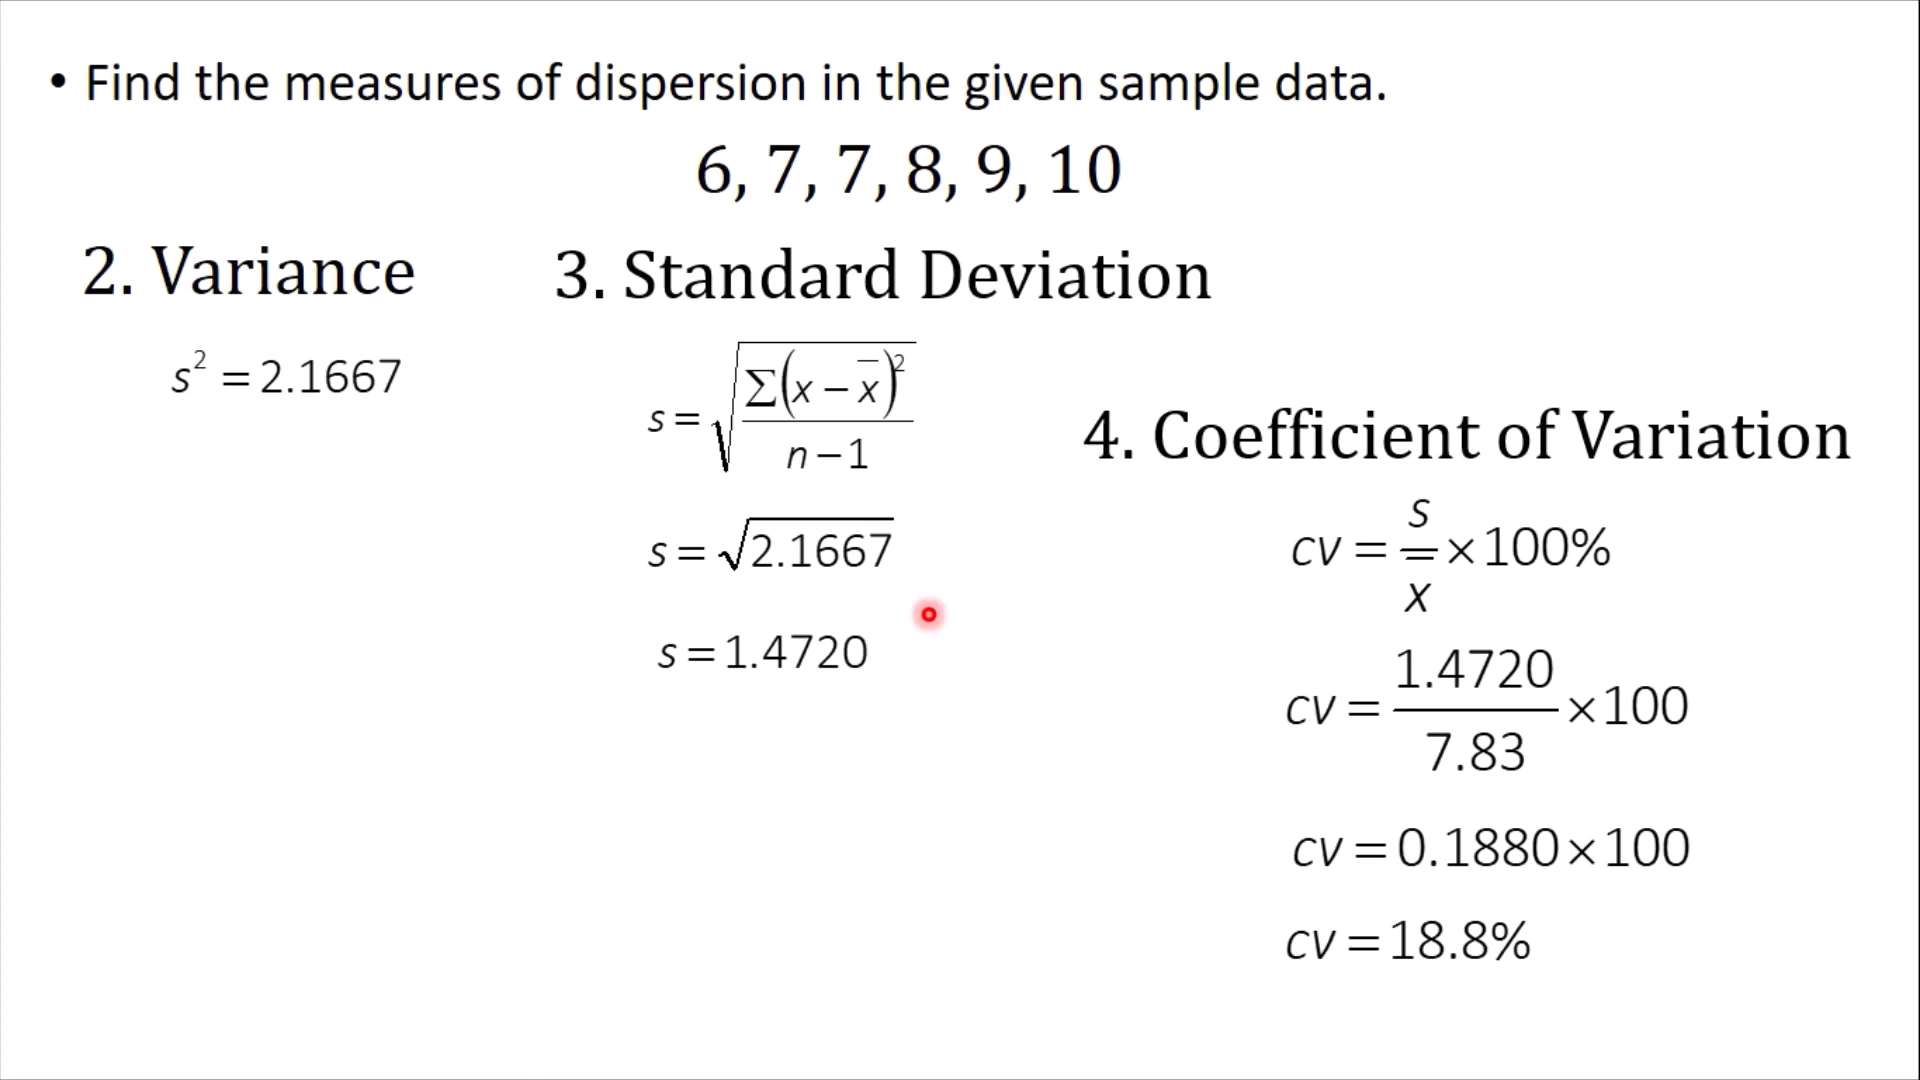 • Find the measures of dispersion in the given sample data.
6, 7, 7, 8, 9, 10
2. Variance
s² = 2.1667
3. Standard Deviation
s = √(∑(x − x̄)² / (n − 1))
s = √2.1667
s = 1.4720
4. Coefficient of Variation
cv = s / x̄ × 100%
cv = 1.4720 / 7.83 × 100
cv = 0.1880 × 100
cv = 18.8%